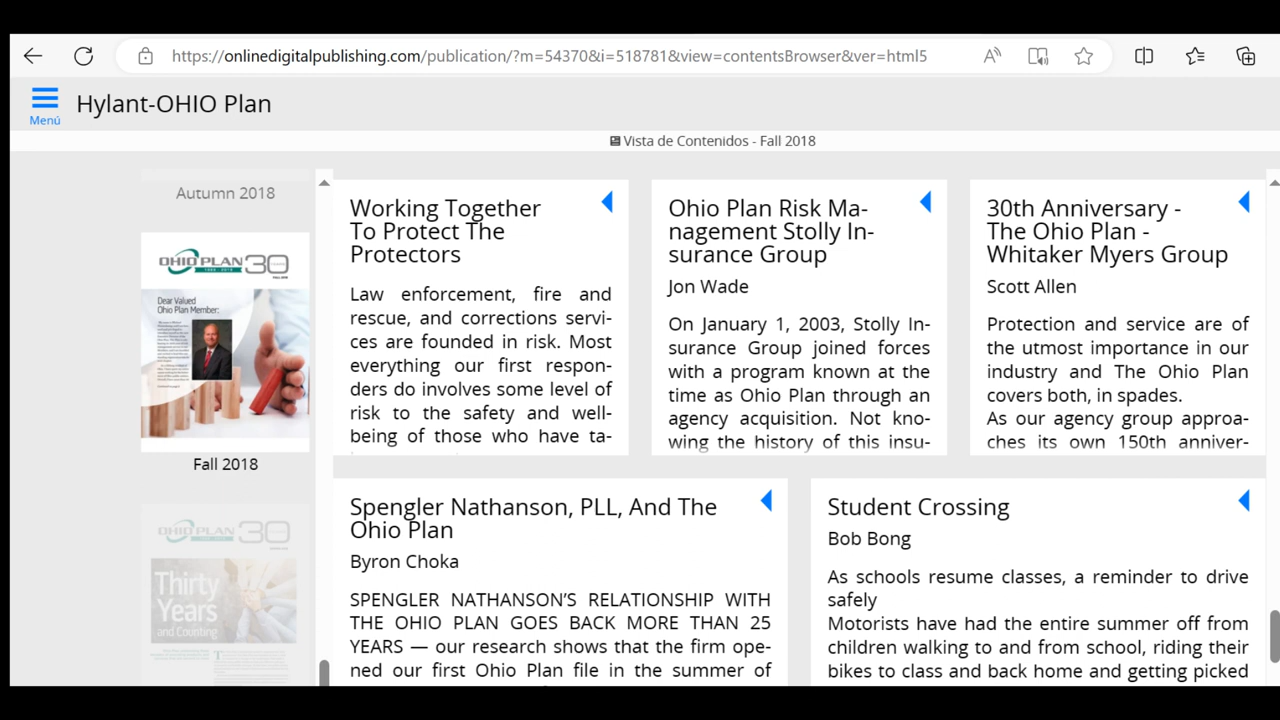 https://onlinedigitalpublishing.com/publication/?m=54370&i=518781&view=contentsBrowser&ver=html5
Menú
Hylant-OHIO Plan
Vista de Contenidos - Fall 2018
Autumn 2018
OHIO PLAN 30
Dear Valued
Ohio Plan Member:
Fall 2018
OHIO PLAN 30
Thirty
Years
and Counting
Working Together
To Protect The
Protectors
Law enforcement, fire and
rescue, and corrections servi-
ces are founded in risk. Most
everything our first respon-
ders do involves some level of
risk to the safety and well-
being of those who have ta-
Ohio Plan Risk Ma-
nagement Stolly In-
surance Group
Jon Wade
On January 1, 2003, Stolly In-
surance Group joined forces
with a program known at the
time as Ohio Plan through an
agency acquisition. Not kno-
wing the history of this insu-
30th Anniversary -
The Ohio Plan -
Whitaker Myers Group
Scott Allen
Protection and service are of
the utmost importance in our
industry and The Ohio Plan
covers both, in spades.
As our agency group approa-
ches its own 150th anniver-
Spengler Nathanson, PLL, And The
Ohio Plan
Byron Choka
SPENGLER NATHANSON’S RELATIONSHIP WITH
THE OHIO PLAN GOES BACK MORE THAN 25
YEARS — our research shows that the firm ope-
ned our first Ohio Plan file in the summer of
Student Crossing
Bob Bong
As schools resume classes, a reminder to drive
safely
Motorists have had the entire summer off from
children walking to and from school, riding their
bikes to class and back home and getting picked